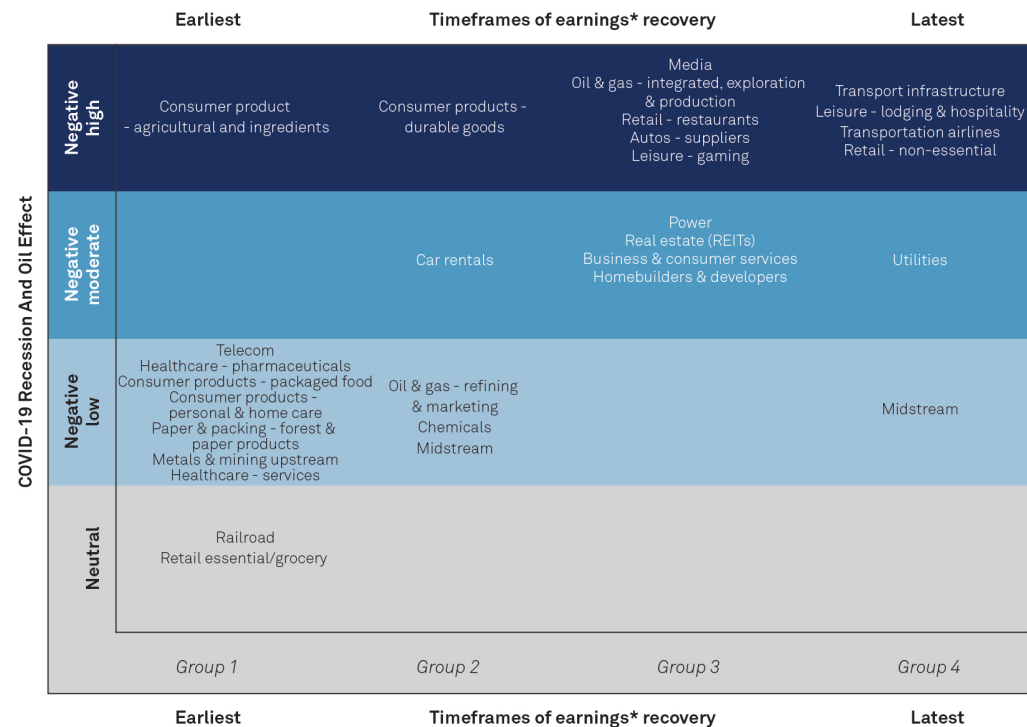 Earliest
Timeframes of earnings* recovery
Latest
COVID-19 Recession And Oil Effect
Negative
high
Consumer product
- agricultural and ingredients
Consumer products -
durable goods
Media
Oil & gas - integrated, exploration
& production
Retail - restaurants
Autos - suppliers
Leisure - gaming
Transport infrastructure
Leisure - lodging & hospitality
Transportation airlines
Retail - non-essential
Negative
moderate
Car rentals
Power
Real estate (REITs)
Business & consumer services
Homebuilders & developers
Utilities
Negative
low
Telecom
Healthcare - pharmaceuticals
Consumer products - packaged food
Consumer products -
personal & home care
Paper & packing - forest &
paper products
Metals & mining upstream
Healthcare - services
Oil & gas - refining
& marketing
Chemicals
Midstream
Midstream
Neutral
Railroad
Retail essential/grocery
Group 1
Group 2
Group 3
Group 4
Earliest
Timeframes of earnings* recovery
Latest